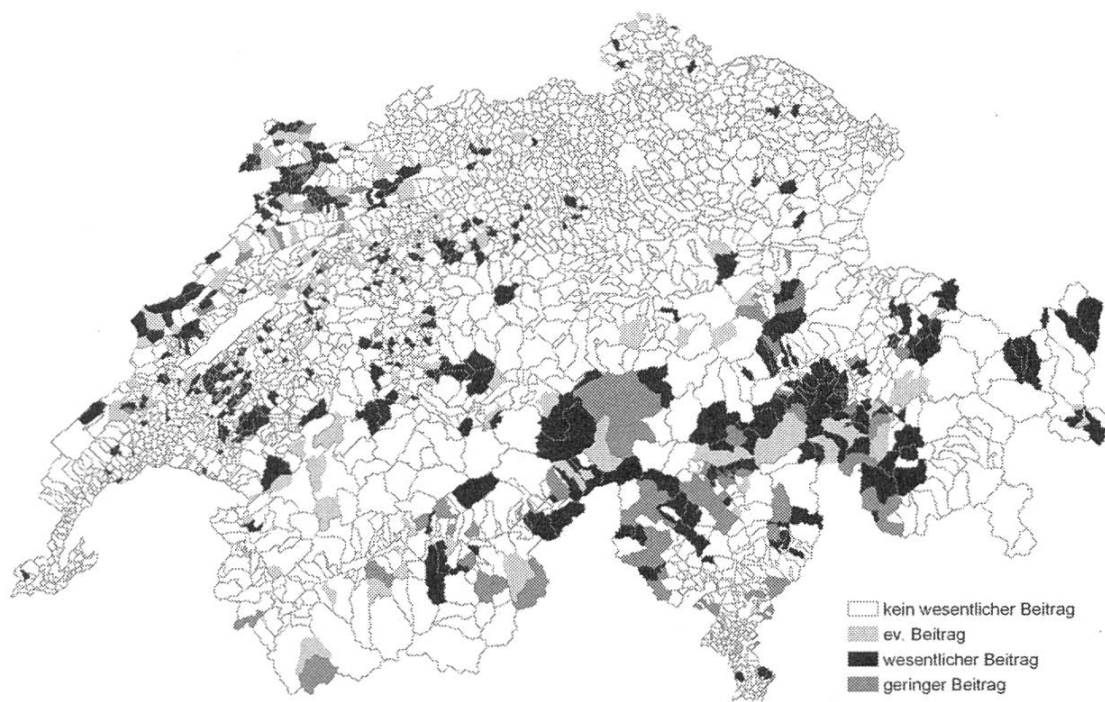 kein wesentlicher Beitrag
ev. Beitrag
wesentlicher Beitrag
geringer Beitrag